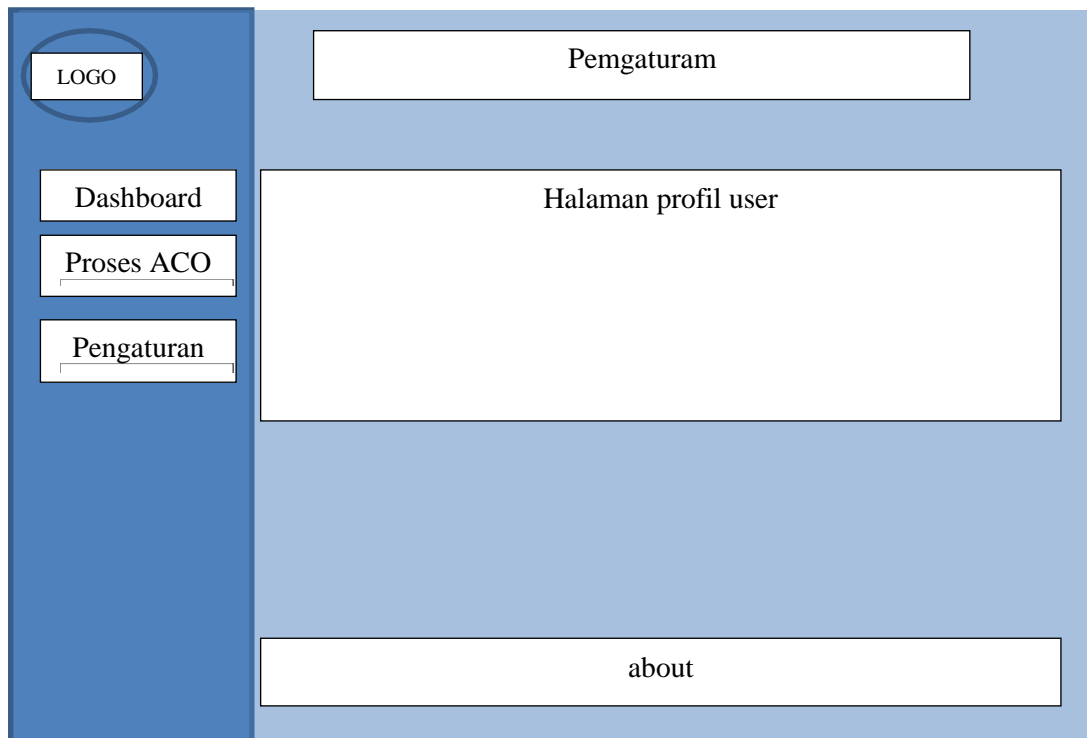 LOGO
Pemgaturam
Dashboard
Proses ACO
Pengaturan
Halaman profil user
about